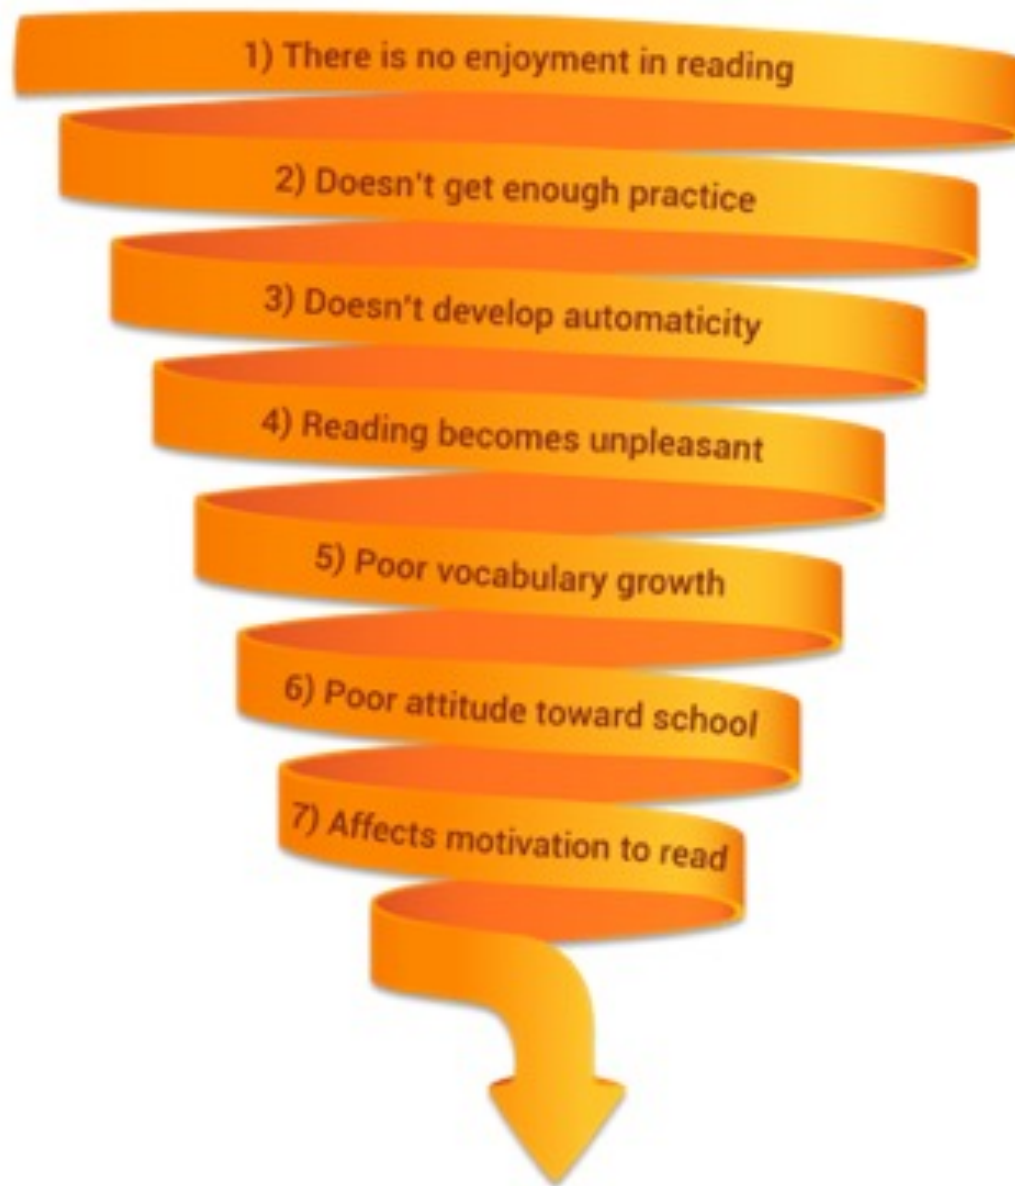 1) There is no enjoyment in reading
2) Doesn't get enough practice
3) Doesn't develop automaticity
4) Reading becomes unpleasant
5) Poor vocabulary growth
6) Poor attitude toward school
7) Affects motivation to read